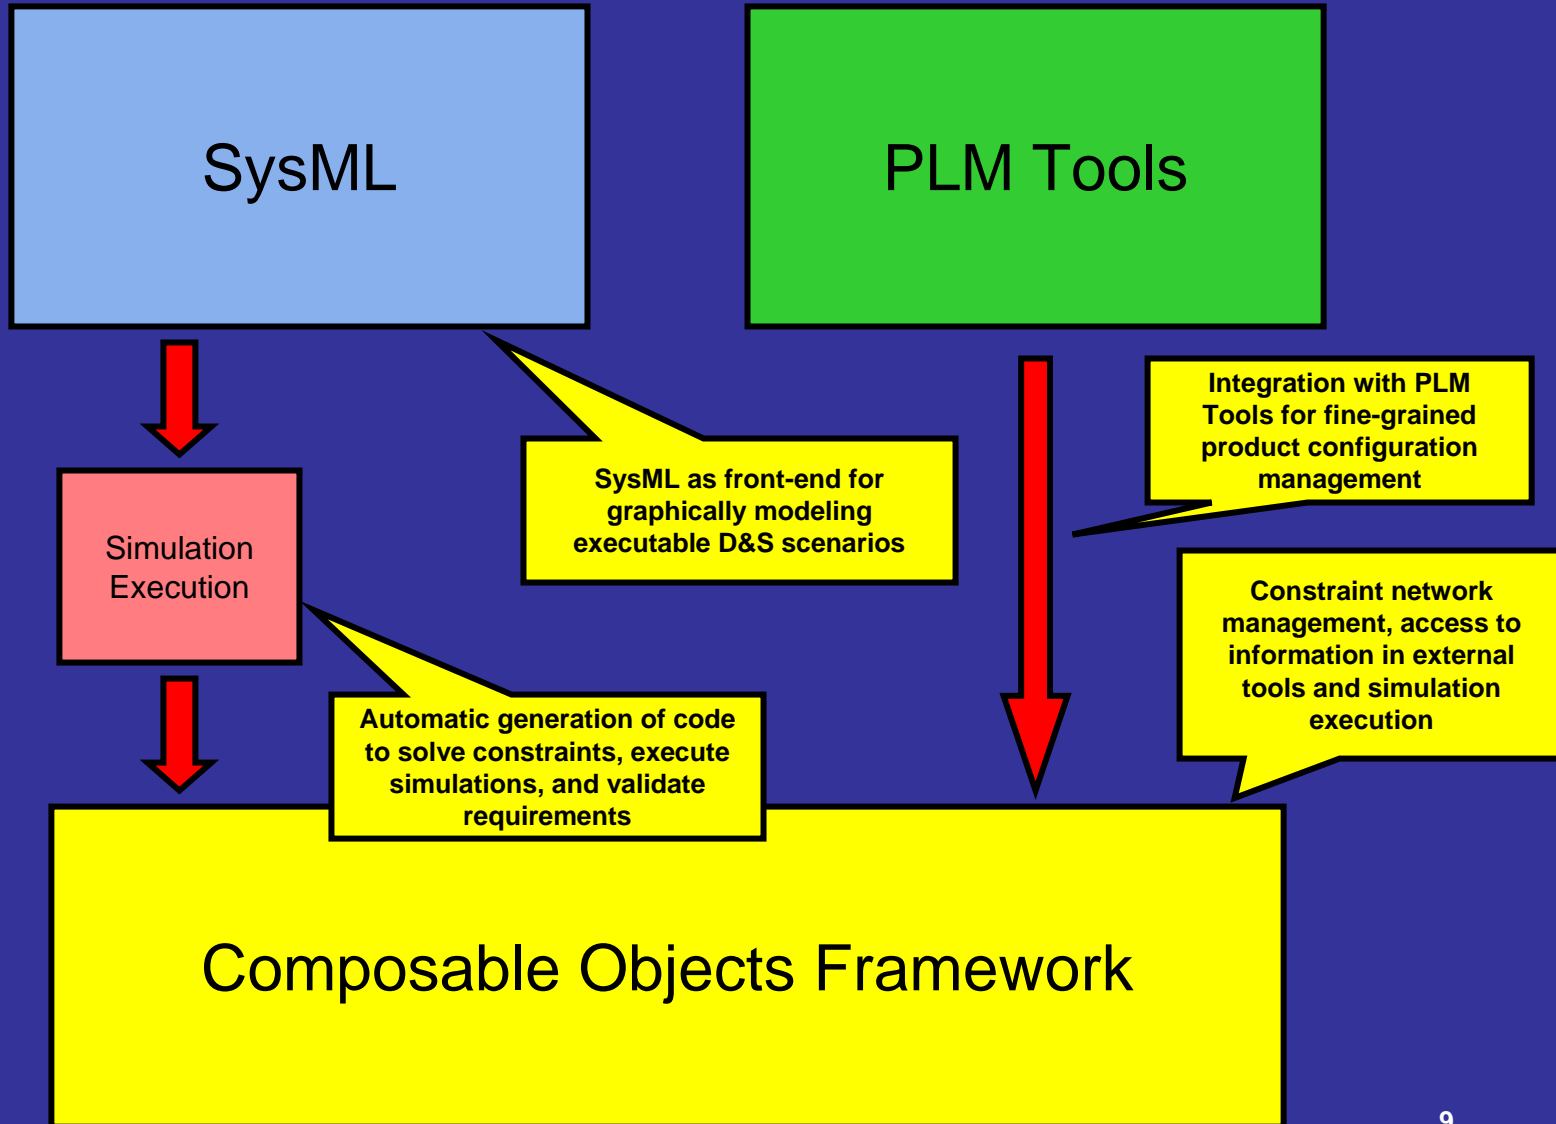 SysML
PLM Tools
Integration with PLM
Tools for fine-grained
product configuration
management
SysML as front-end for
graphically modeling
executable D&S scenarios
Simulation
Execution
Constraint network
management, access to
information in external
tools and simulation
execution
Automatic generation of code
to solve constraints, execute
simulations, and validate
requirements
Composable Objects Framework
9